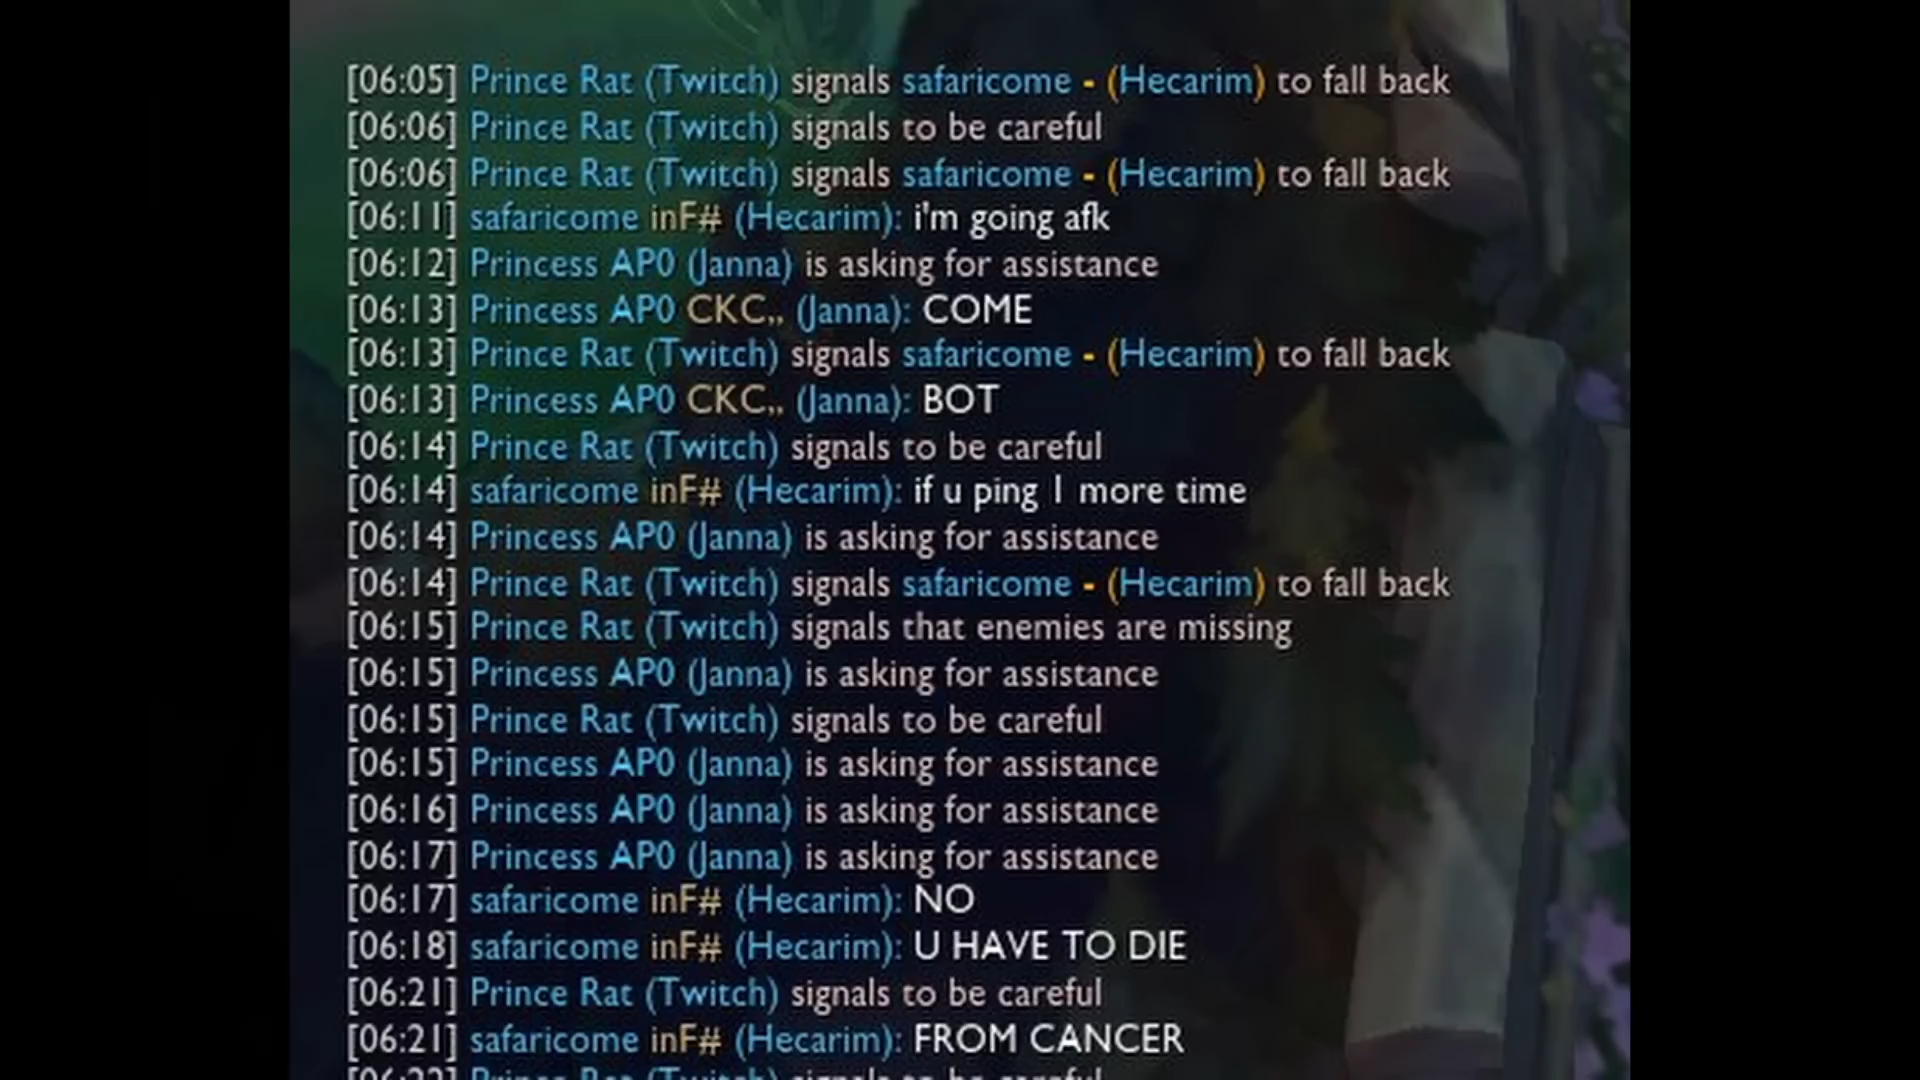 [06:05] Prince Rat (Twitch) signals safaricome - (Hecarim) to fall back
[06:06] Prince Rat (Twitch) signals to be careful
[06:06] Prince Rat (Twitch) signals safaricome - (Hecarim) to fall back
[06:11] safaricome inF# (Hecarim): i'm going afk
[06:12] Princess AP0 (Janna) is asking for assistance
[06:13] Princess AP0 CKC,, (Janna): COME
[06:13] Prince Rat (Twitch) signals safaricome - (Hecarim) to fall back
[06:13] Princess AP0 CKC,, (Janna): BOT
[06:14] Prince Rat (Twitch) signals to be careful
[06:14] safaricome inF# (Hecarim): if u ping 1 more time
[06:14] Princess AP0 (Janna) is asking for assistance
[06:14] Prince Rat (Twitch) signals safaricome - (Hecarim) to fall back
[06:15] Prince Rat (Twitch) signals that enemies are missing
[06:15] Princess AP0 (Janna) is asking for assistance
[06:15] Prince Rat (Twitch) signals to be careful
[06:15] Princess AP0 (Janna) is asking for assistance
[06:16] Princess AP0 (Janna) is asking for assistance
[06:17] Princess AP0 (Janna) is asking for assistance
[06:17] safaricome inF# (Hecarim): NO
[06:18] safaricome inF# (Hecarim): U HAVE TO DIE
[06:21] Prince Rat (Twitch) signals to be careful
[06:21] safaricome inF# (Hecarim): FROM CANCER
[06:22] Prince Rat (Twitch) signals to be careful